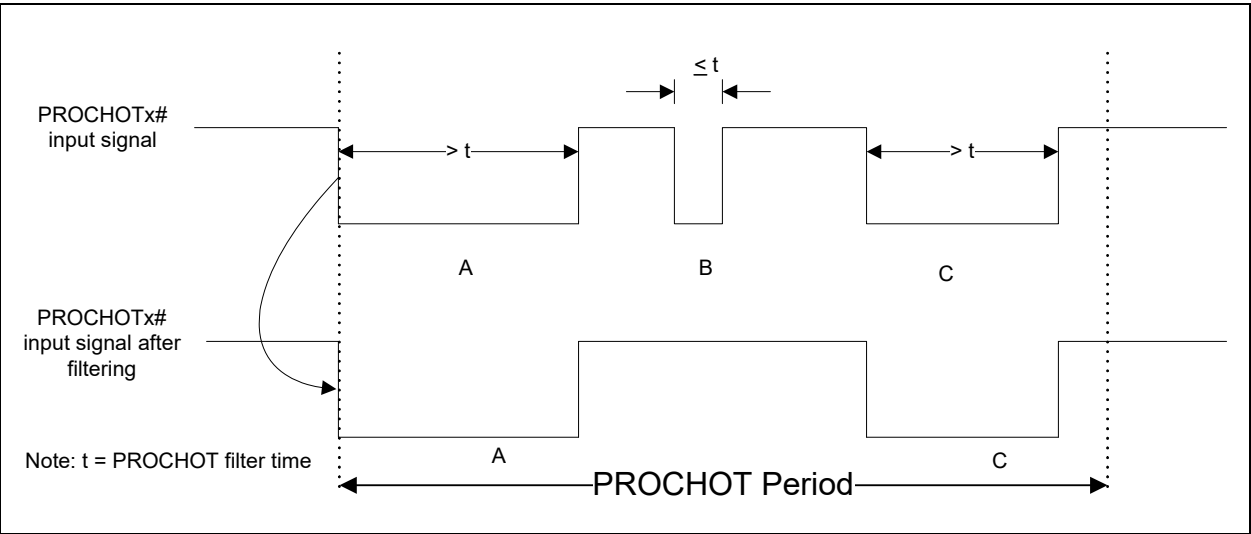 ≤ t
PROCHOTx#
input signal
> t
> t
A
B
C
PROCHOTx#
input signal after
filtering
Note: t = PROCHOT filter time
A
C
PROCHOT Period